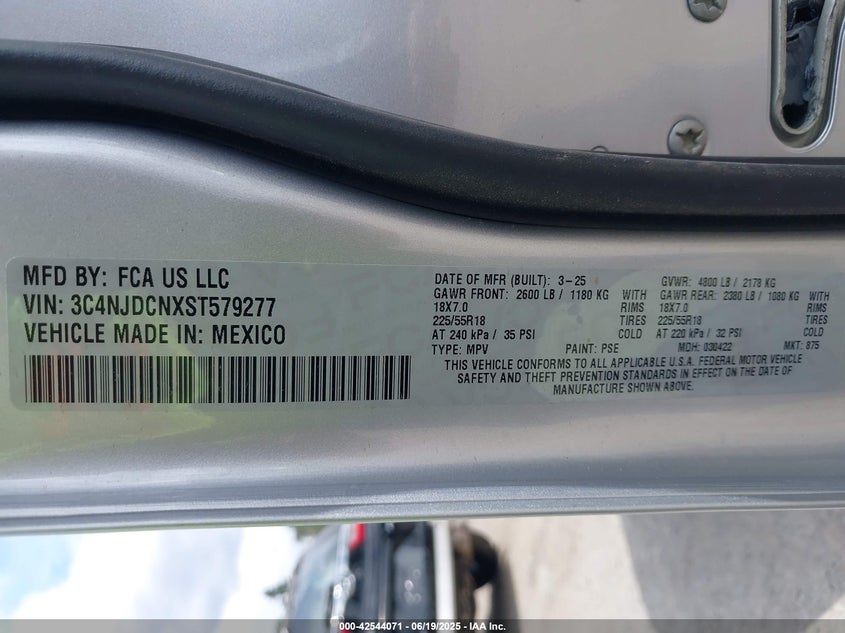 MFD BY: FCA US LLC
VIN: 3C4NJDCNXST579277
VEHICLE MADE IN: MEXICO
DATE OF MFR (BUILT): 3-25 GVWR: 4800 LB / 2178 KG
GAWR FRONT: 2600 LB / 1180 KG WITH GAWR REAR: 2380 LB / 1080 KG WITH
18X7.0 RIMS 18X7.0 RIMS
225/55R18 TIRES 225/55R18 TIRES
AT 240 kPa / 35 PSI COLD AT 220 kPa / 32 PSI COLD
TYPE: MPV PAINT: PSE MDH: 030422 MKT: 875
THIS VEHICLE CONFORMS TO ALL APPLICABLE U.S.A. FEDERAL MOTOR VEHICLE
SAFETY AND THEFT PREVENTION STANDARDS IN EFFECT ON THE DATE OF
MANUFACTURE SHOWN ABOVE.
000-42544071 - 06/19/2025 - IAA Inc.